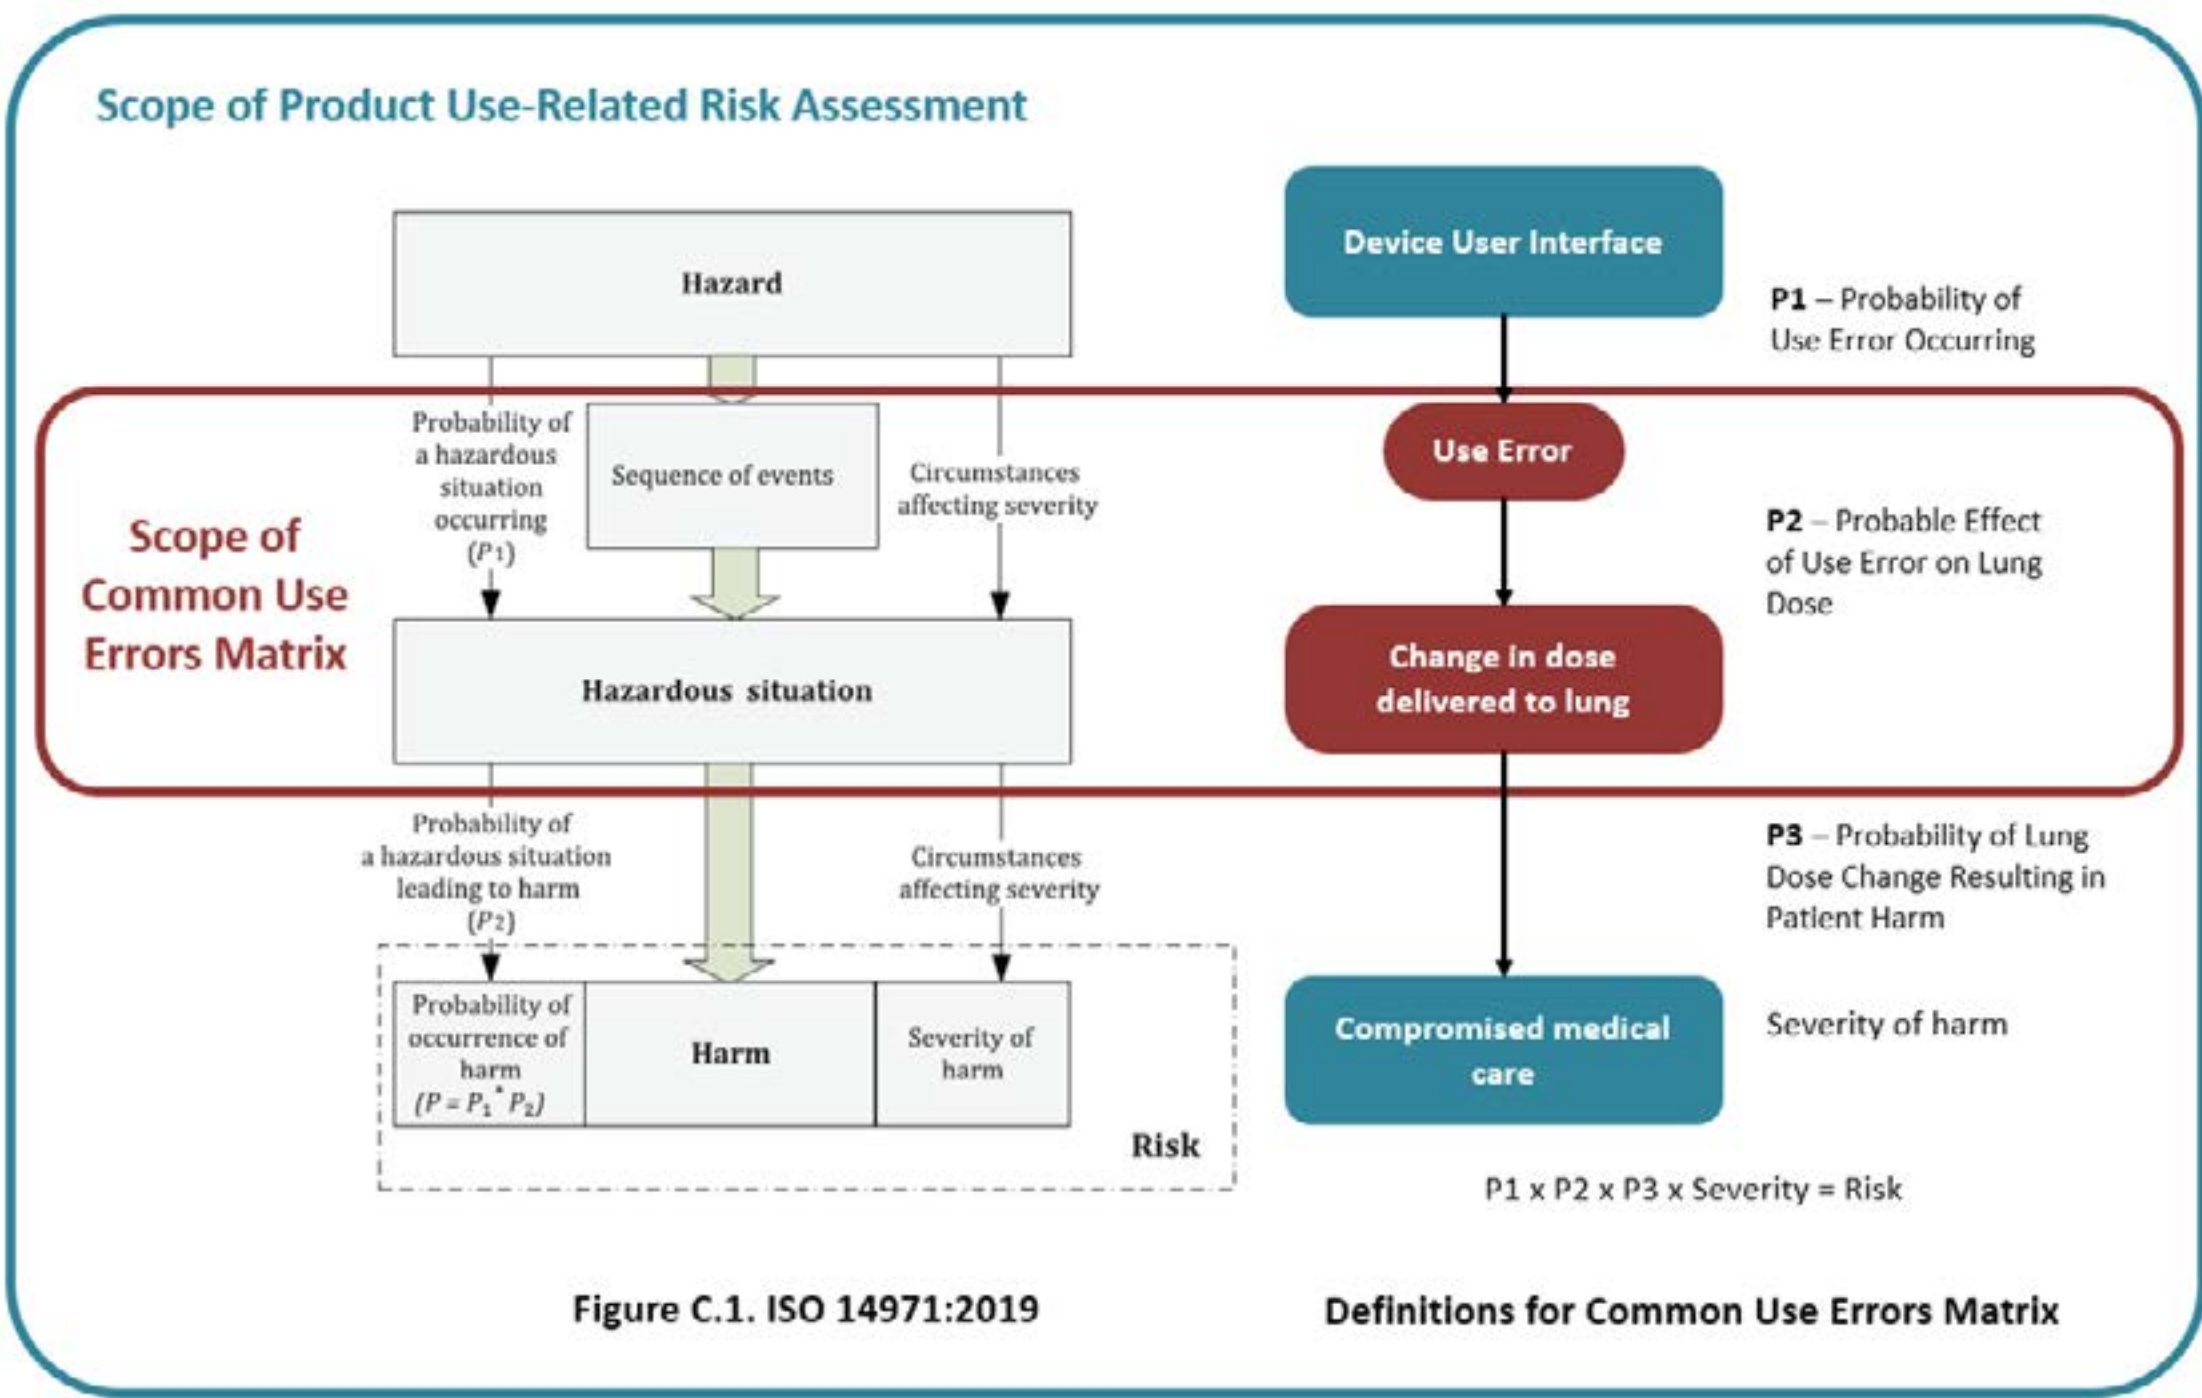 Scope of Product Use-Related Risk Assessment
Hazard
Probability of
a hazardous
situation
occurring
(P1)
Sequence of events
Circumstances
affecting severity
Scope of
Common Use
Errors Matrix
Hazardous situation
Probability of
a hazardous situation
leading to harm
(P2)
Circumstances
affecting severity
Probability of
occurrence of
harm
(P = P1* P2)
Harm
Severity of
harm
Risk
Figure C.1. ISO 14971:2019
Device User Interface
P1 – Probability of
Use Error Occurring
Use Error
P2 – Probable Effect
of Use Error on Lung
Dose
Change in dose
delivered to lung
P3 – Probability of Lung
Dose Change Resulting in
Patient Harm
Compromised medical
care
Severity of harm
P1 x P2 x P3 x Severity = Risk
Definitions for Common Use Errors Matrix